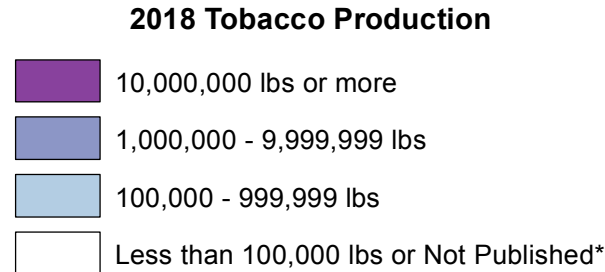 2018 Tobacco Production
10,000,000 lbs or more
1,000,000 - 9,999,999 lbs
100,000 - 999,999 lbs
Less than 100,000 lbs or Not Published*